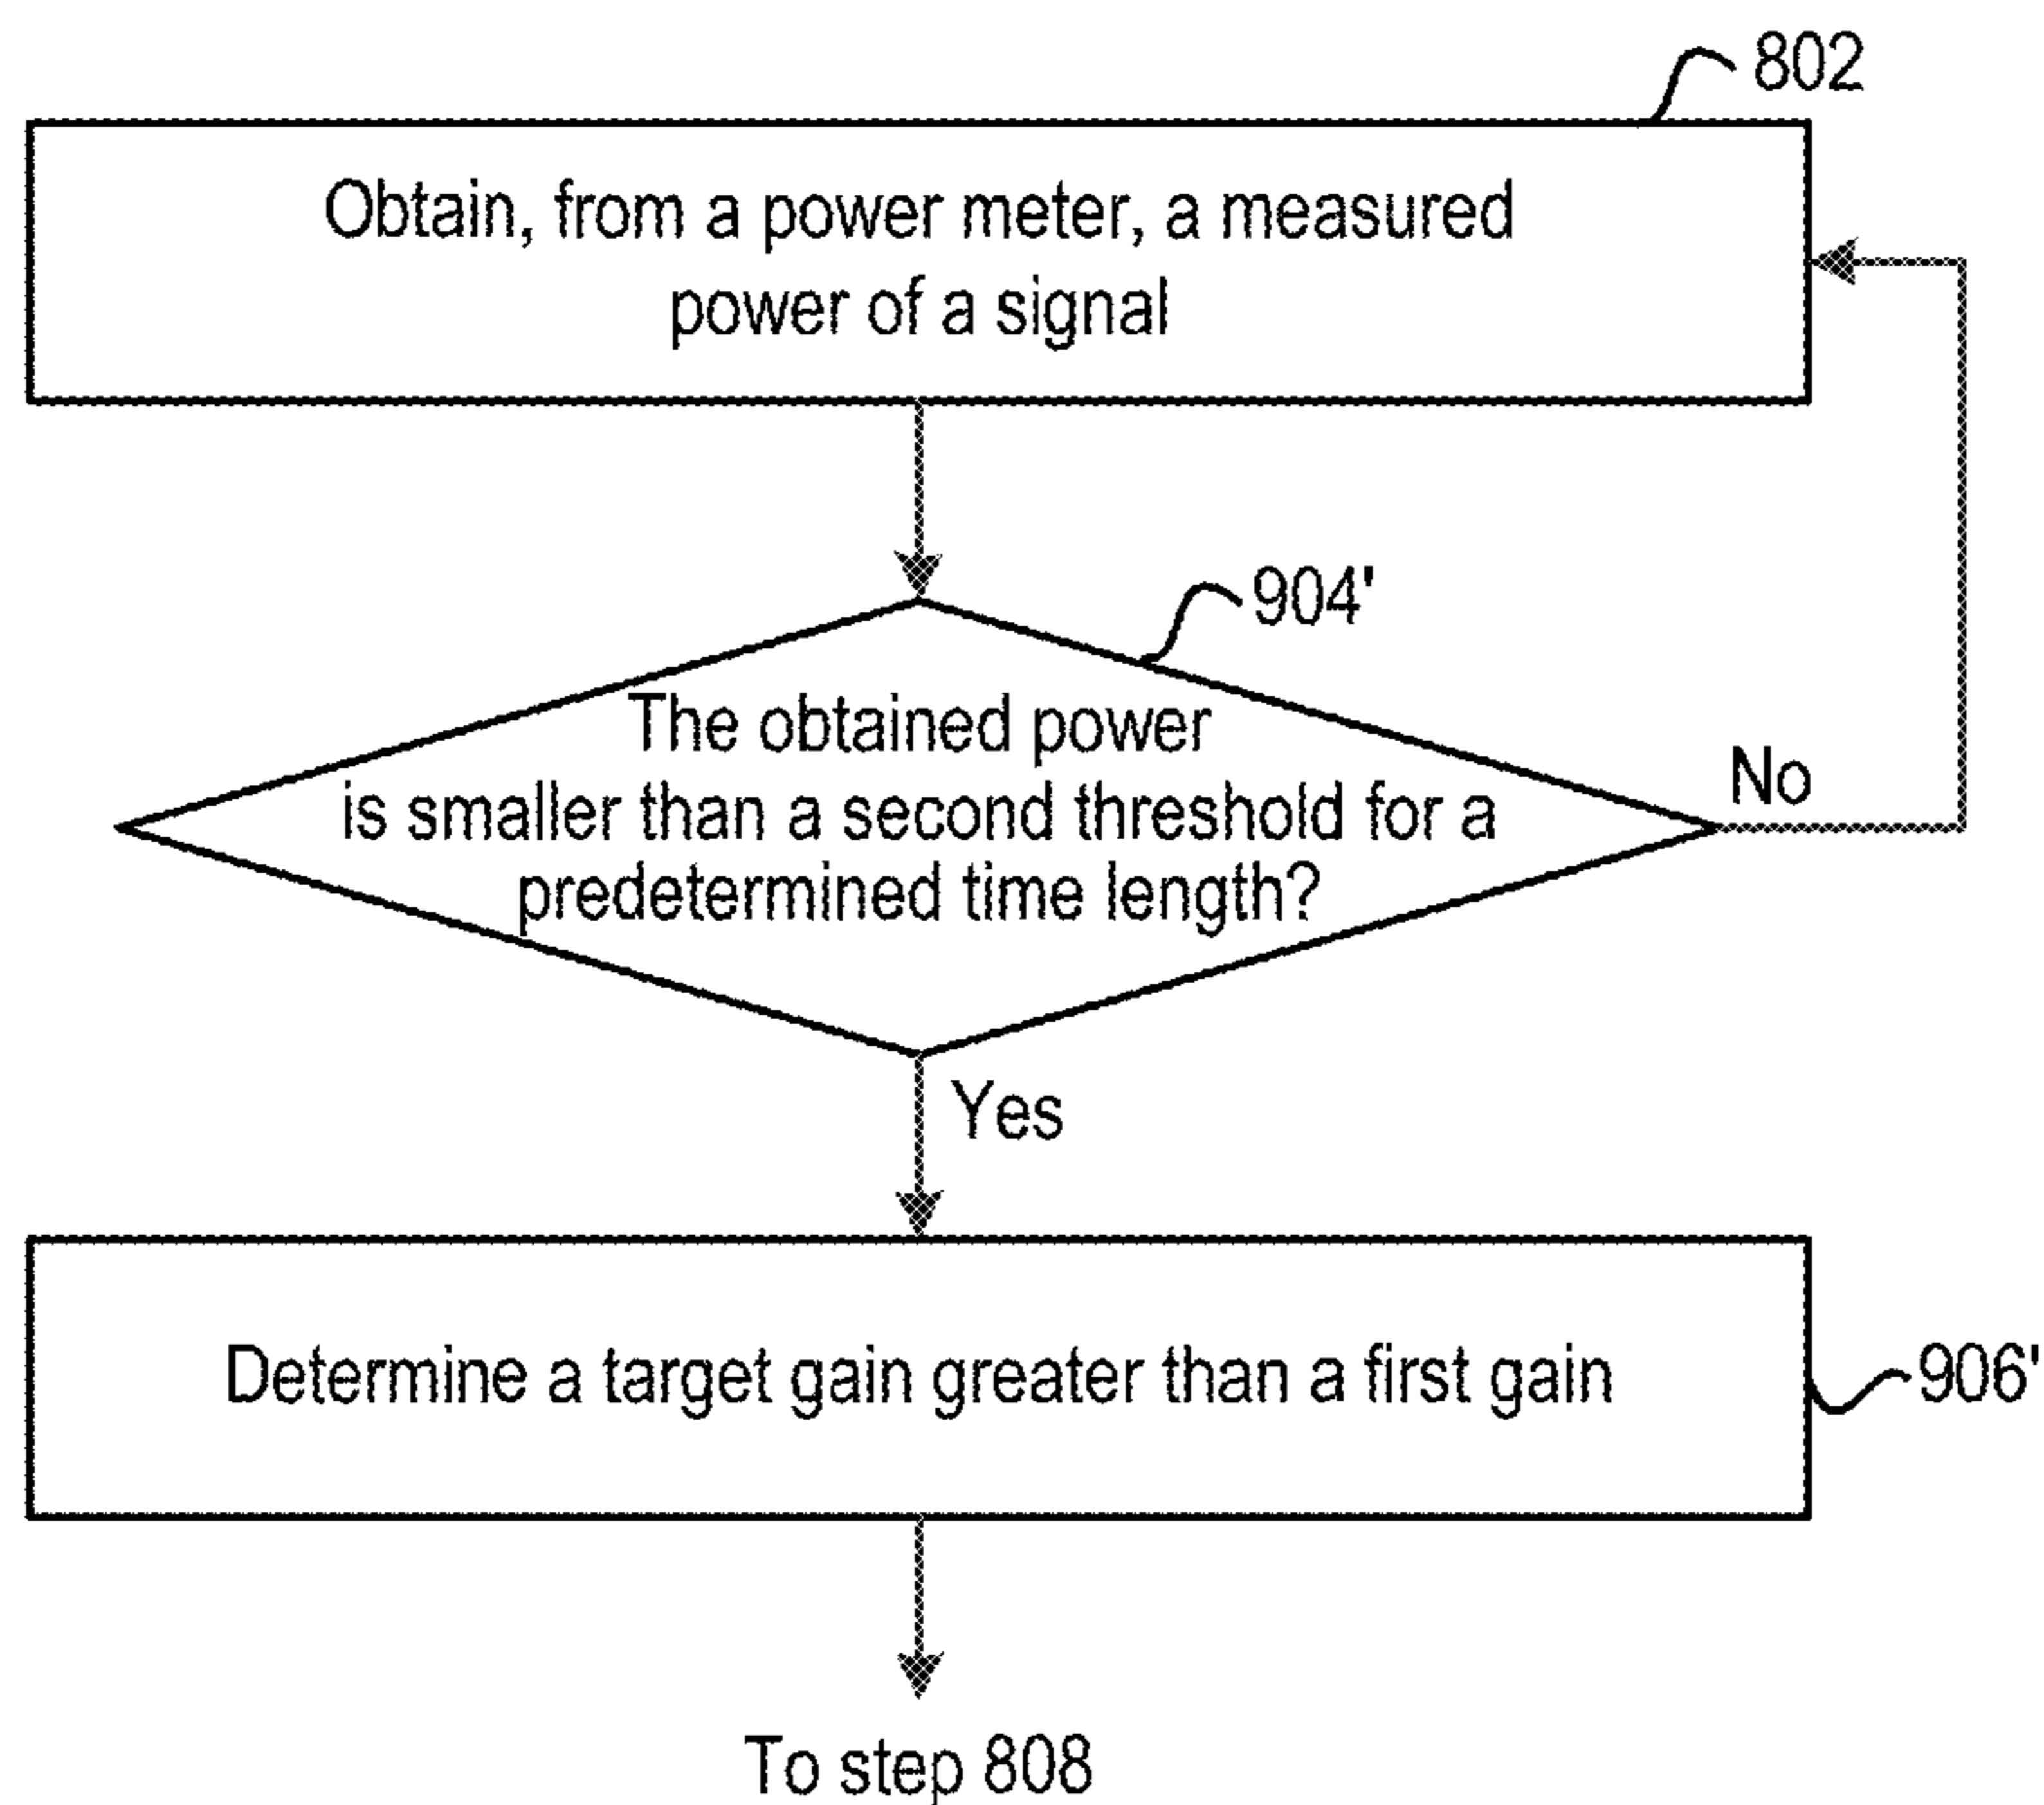 802
Obtain, from a power meter, a measured
power of a signal
904'
The obtained power
is smaller than a second threshold for a
predetermined time length?
No
Yes
Determine a target gain greater than a first gain
906'
To step 808